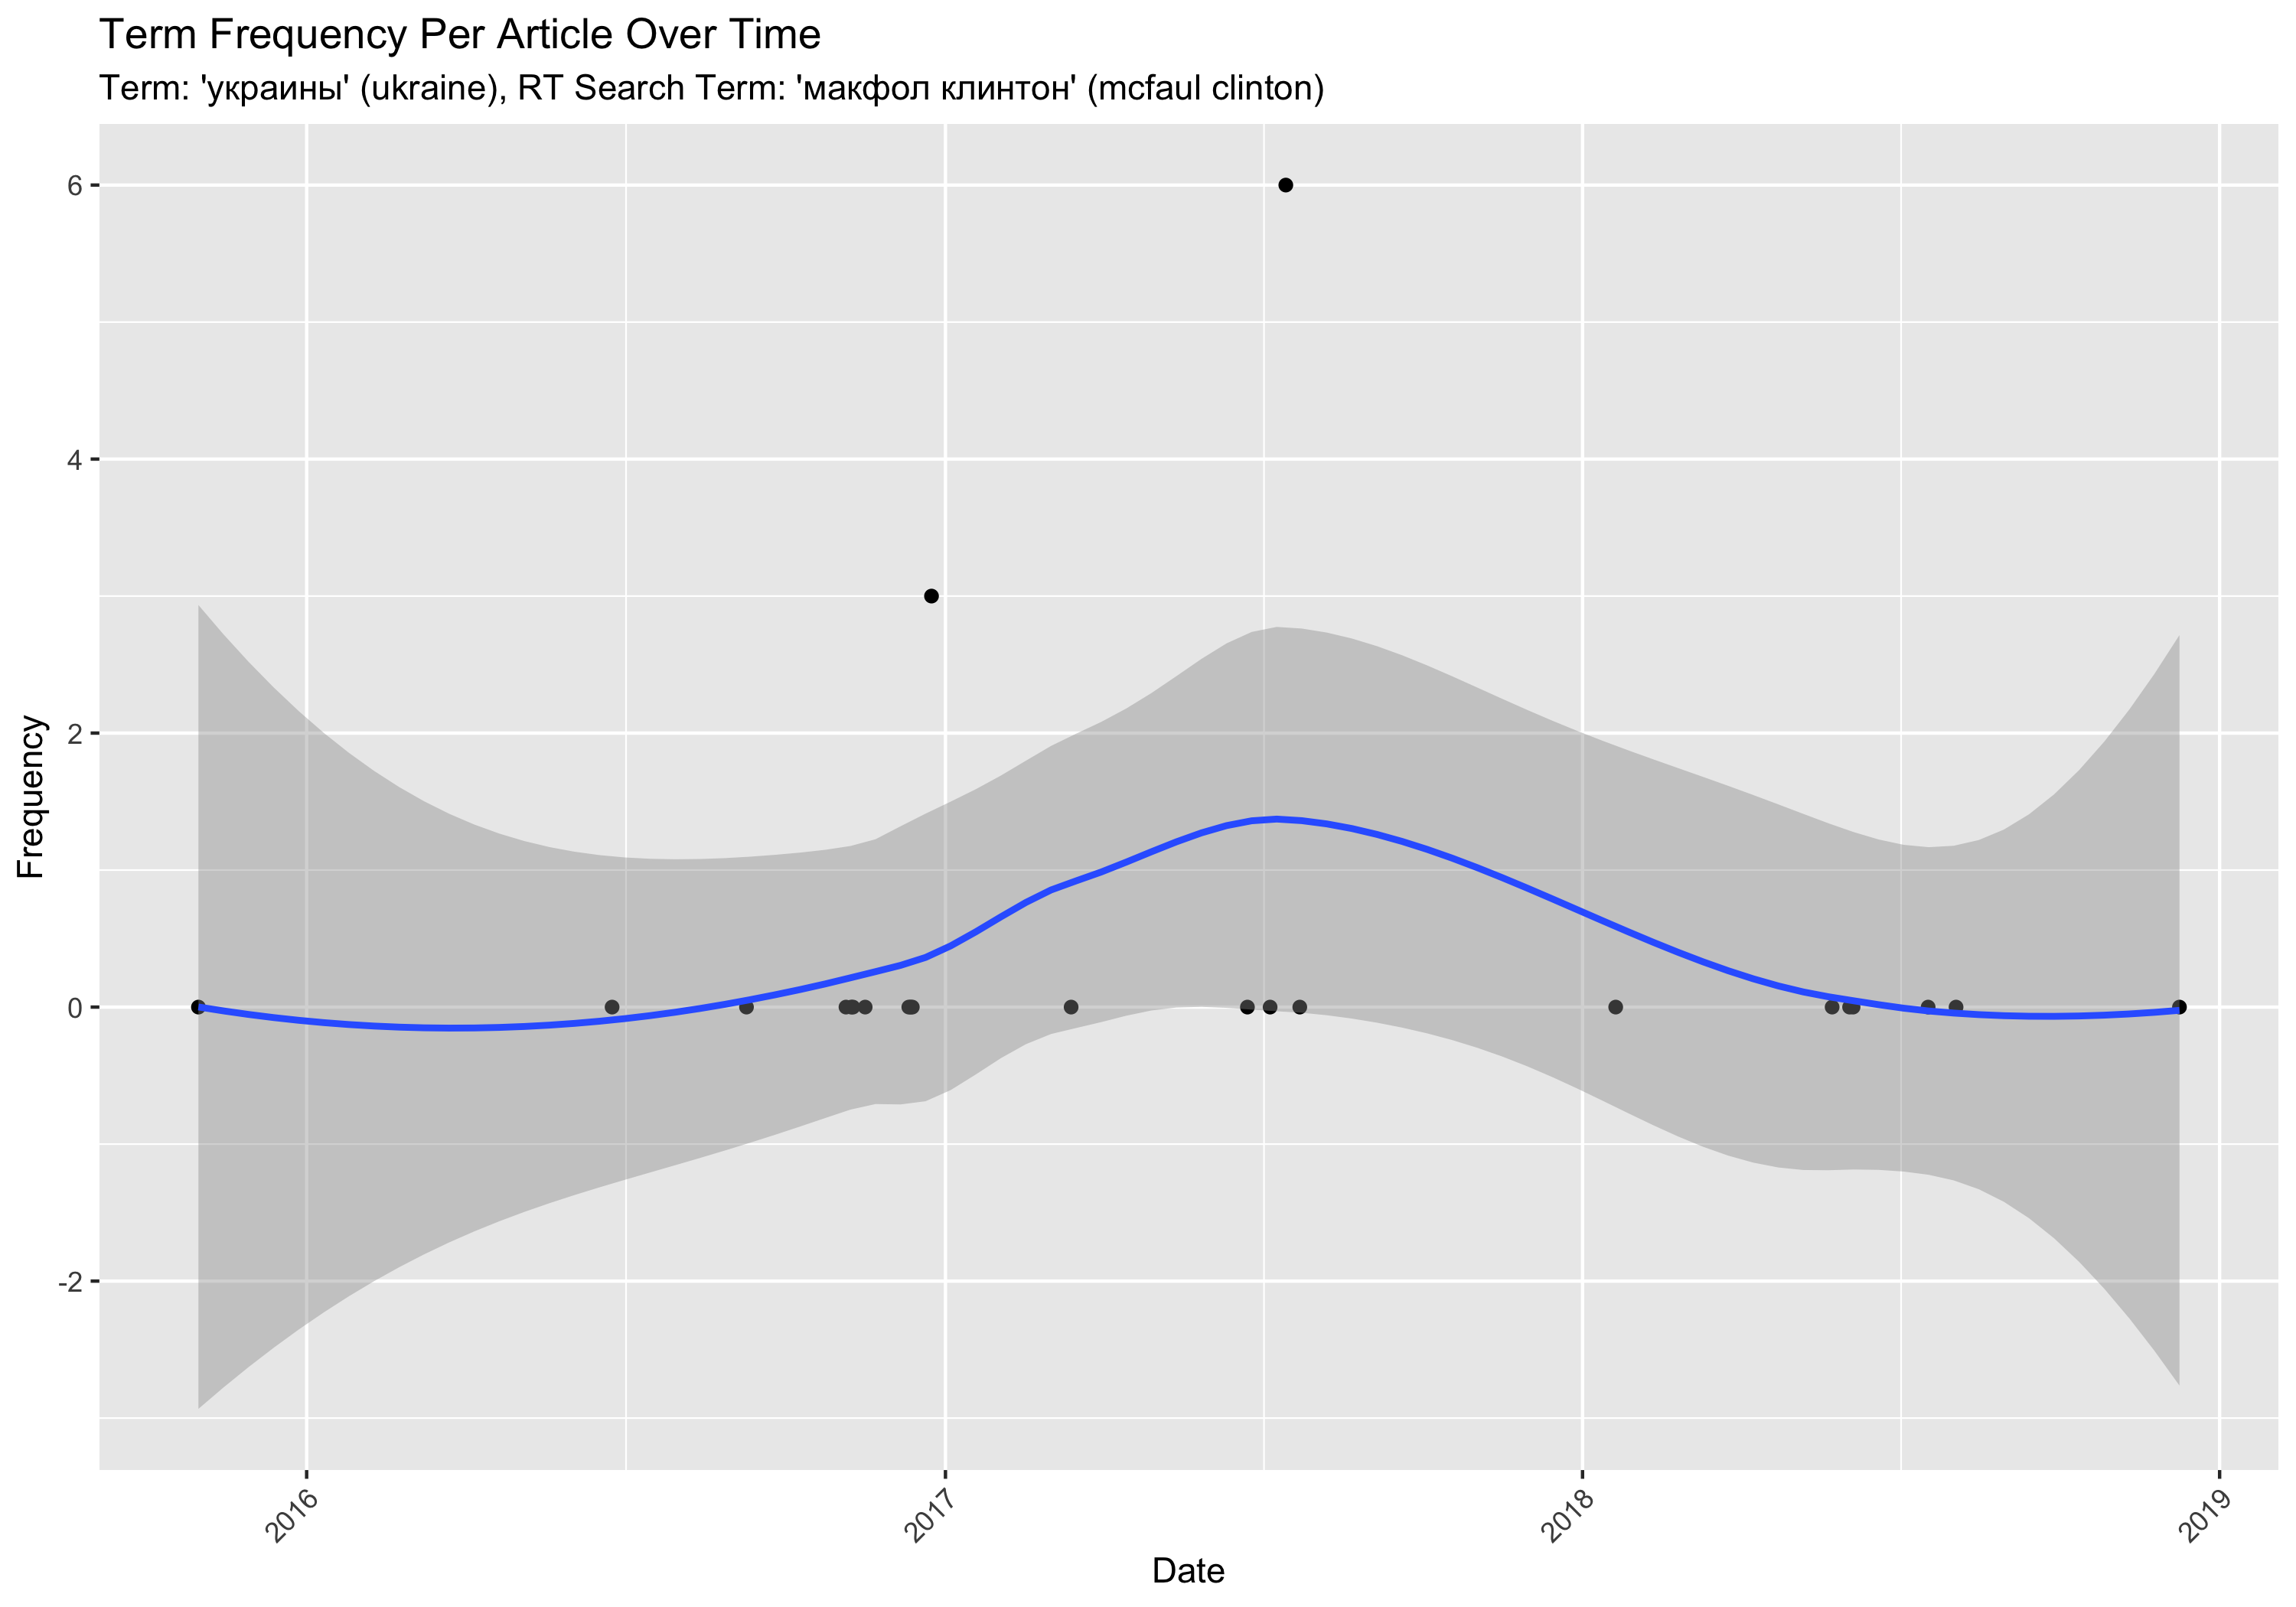 Term Frequency Per Article Over Time
Term: 'украины' (ukraine), RT Search Term: 'макфол клинтон' (mcfaul clinton)
6
4
2
0
-2
Frequency
2016
2017
2018
2019
Date